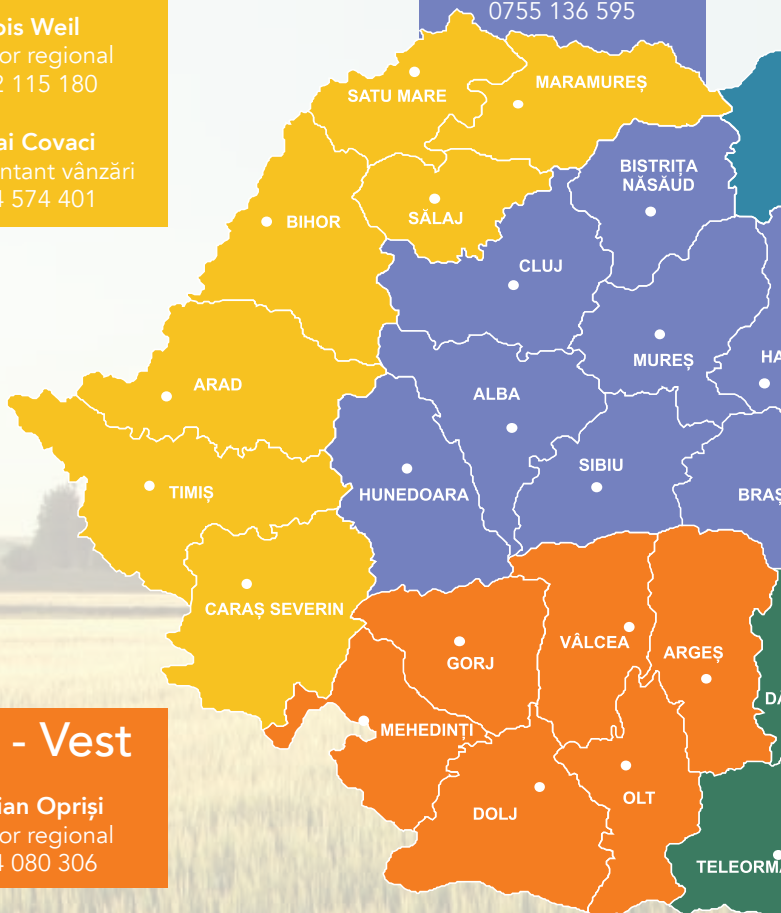 0755 136 595
ois Weil
or regional
2 115 180
ai Covaci
ntant vânzări
4 574 401
SATU MARE
MARAMUREȘ
BISTRIȚA
NĂSĂUD
SĂLAJ
BIHOR
CLUJ
MUREȘ
HA
ARAD
ALBA
SIBIU
TIMIȘ
HUNEDOARA
BRAȘ
CARAȘ SEVERIN
VÂLCEA
ARGEȘ
GORJ
DA
MEHEDINȚI
OLT
DOLJ
TELEORMA
- Vest
ian Opriși
or regional
4 080 306